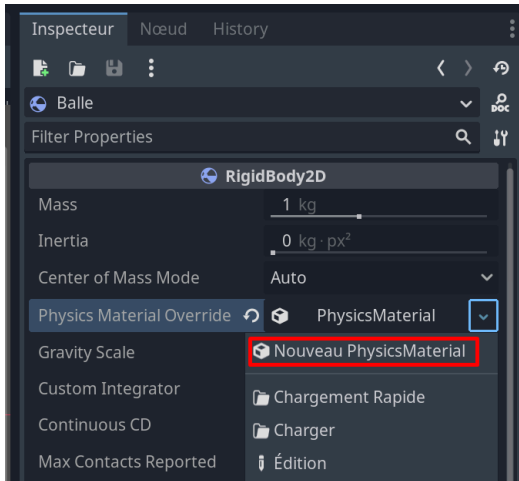 Inspecteur Nœud History
Balle
DOC
Filter Properties
RigidBody2D
Mass 1 kg
Inertia 0 kg·px²
Center of Mass Mode Auto
Physics Material Override PhysicsMaterial
Gravity Scale Nouveau PhysicsMaterial
Custom Integrator Chargement Rapide
Continuous CD Charger
Max Contacts Reported Édition